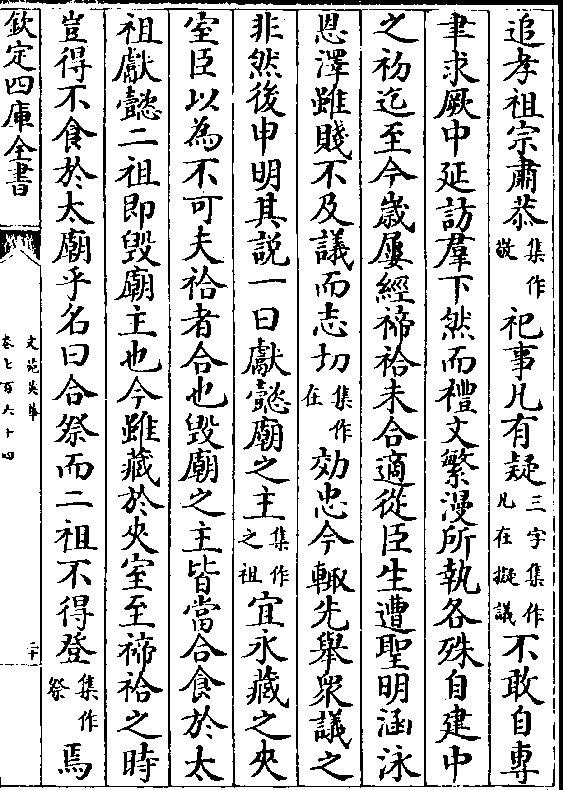 追孝祖宗肅恭集作敬祀事凡有疑三字集作凡在擬議不敢自專
聿求厥中延訪羣下然而禮文繁漫所執各殊自建中
之初迄至今歲屢經禘祫未合適從臣生遭聖明涵泳
恩澤雖賤不及議而志切集作在効忠今輙先舉衆議之
非然後申明其說一曰獻懿廟之主集作之祖宜永藏之夾
室臣以為不可夫祫者合也毁廟之主皆當合食於太
祖獻懿二祖即毁廟主也今雖藏於夾室至禘祫之時
豈得不食於太廟乎名曰合祭而二祖不得登集作祭焉
欽定四庫全書
文苑英華
卷七百六十四
二十